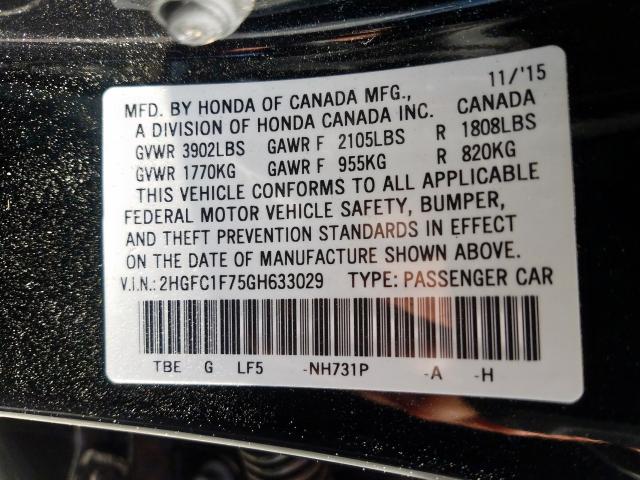 11/'15
MFD. BY HONDA OF CANADA MFG.,
A DIVISION OF HONDA CANADA INC. CANADA
GVWR 3902LBS GAWR F 2105LBS R 1808LBS
GVWR 1770KG GAWR F 955KG R 820KG
THIS VEHICLE CONFORMS TO ALL APPLICABLE
FEDERAL MOTOR VEHICLE SAFETY, BUMPER,
AND THEFT PREVENTION STANDARDS IN EFFECT
ON THE DATE OF MANUFACTURE SHOWN ABOVE.
V.I.N.: 2HGFC1F75GH633029 TYPE: PASSENGER CAR
TBE G LF5 -NH731P -A -H